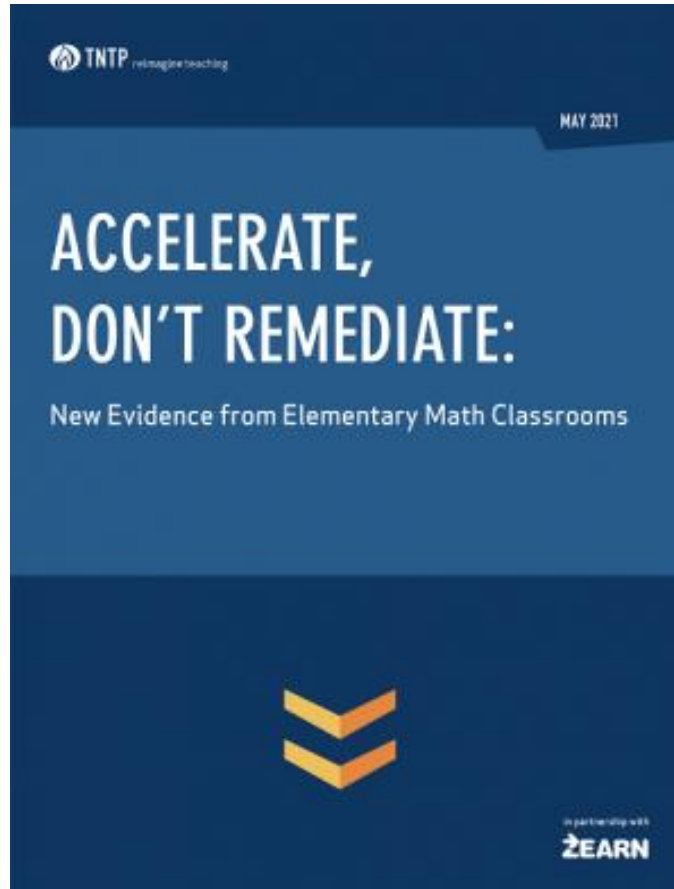 TNTP reimagine teaching
MAY 2021
ACCELERATE,
DON'T REMEDIATE:
New Evidence from Elementary Math Classrooms
in partnership with
ZEARN